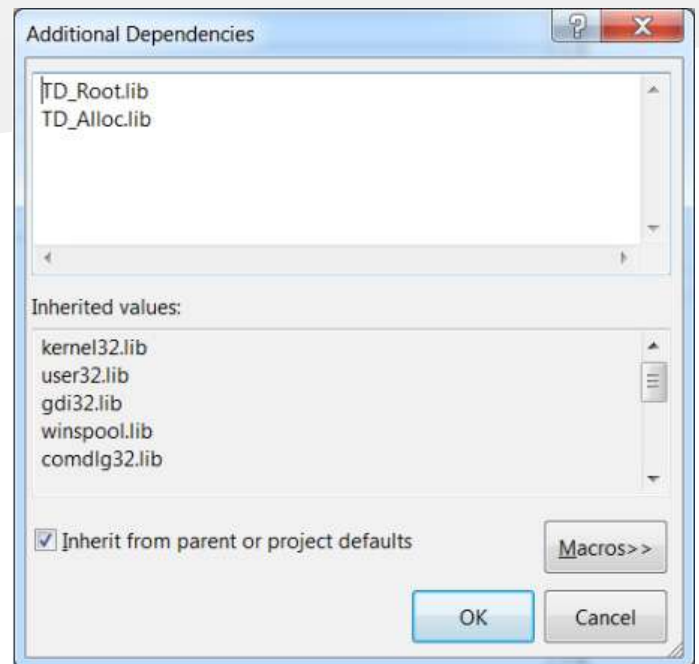 Additional Dependencies
TD_Root.lib
TD_Alloc.lib
Inherited values:
kernel32.lib
user32.lib
gdi32.lib
winspool.lib
comdlg32.lib
Inherit from parent or project defaults
Macros>>
OK
Cancel